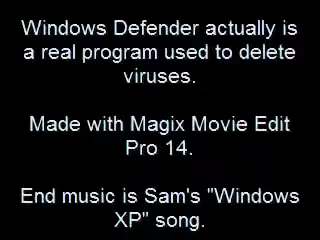 Windows Defender actually is
a real program used to delete
viruses.
Made with Magix Movie Edit
Pro 14.
End music is Sam's "Windows
XP" song.